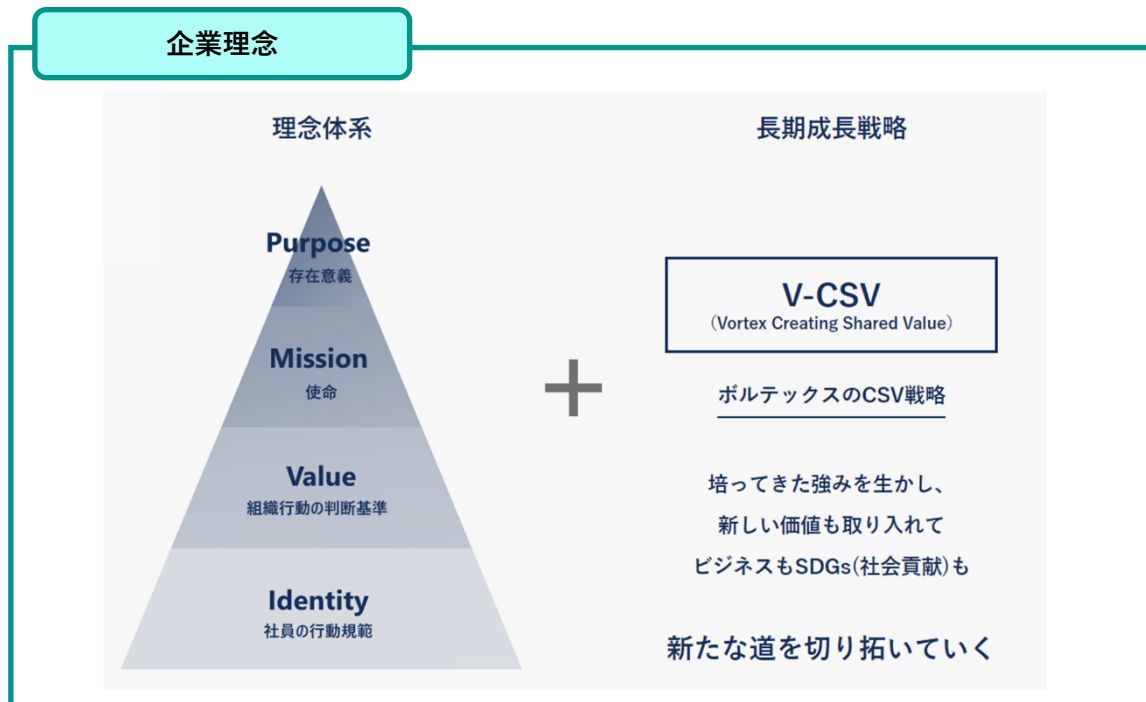 企業理念
理念体系
Purpose
存在意義
Mission
使命
Value
組織行動の判断基準
Identity
社員の行動規範
+
長期成長戦略
V-CSV
（Vortex Creating Shared Value）
ボルテックスのCSV戦略
培ってきた強みを生かし、
新しい価値も取り入れて
ビジネスもSDGs(社会貢献)も
新たな道を切り拓いていく